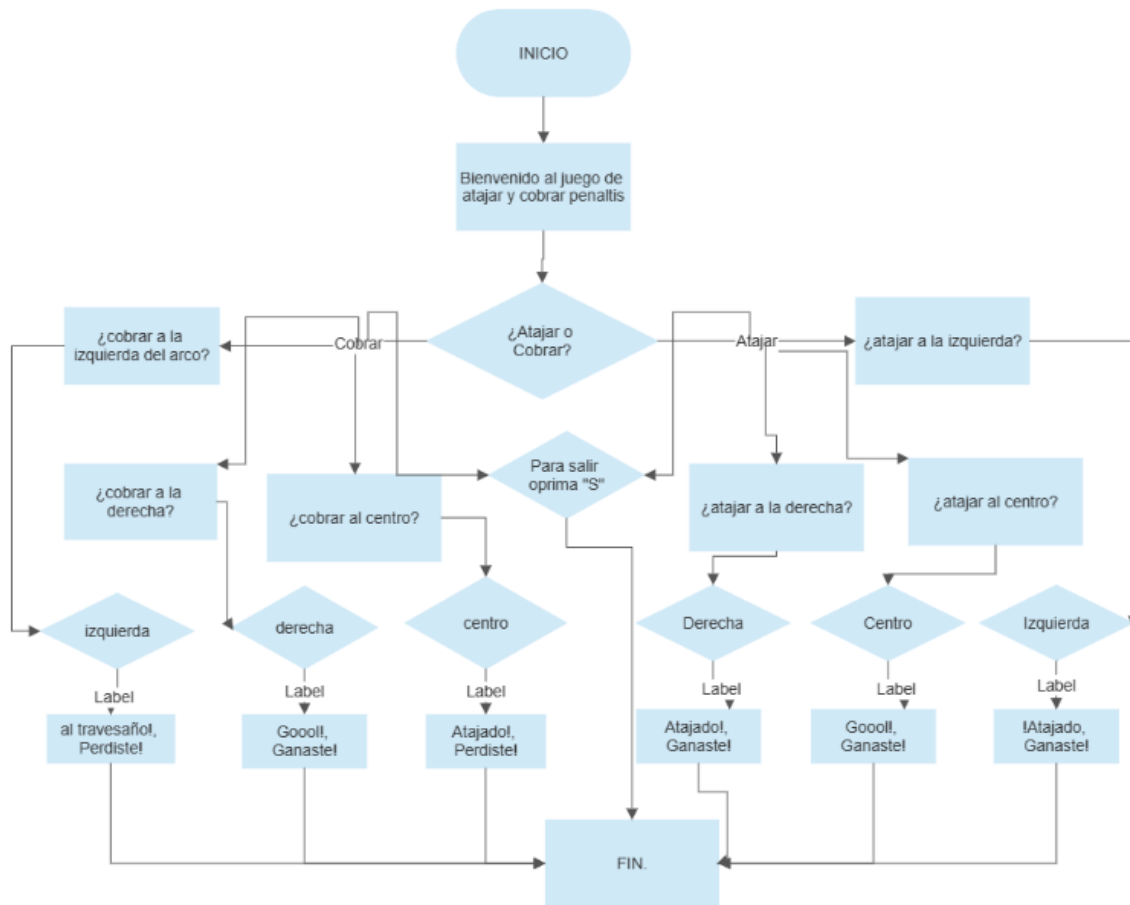 INICIO
Bienvenido al juego de
atajar y cobrar penaltis
¿Atajar o
Cobrar?
Cobrar
Atajar
¿cobrar a la
izquierda del arco?
¿atajar a la izquierda?
¿cobrar a la
derecha?
¿cobrar al centro?
Para salir
oprima "S"
¿atajar a la derecha?
¿atajar al centro?
izquierda
derecha
centro
Derecha
Centro
Izquierda
Label
Label
Label
Label
Label
Label
al travesaño!,
Perdiste!
Goool!,
Ganaste!
Atajado!,
Perdiste!
Atajado!,
Ganaste!
Goool!,
Ganaste!
!Atajado,
Ganaste!
FIN.